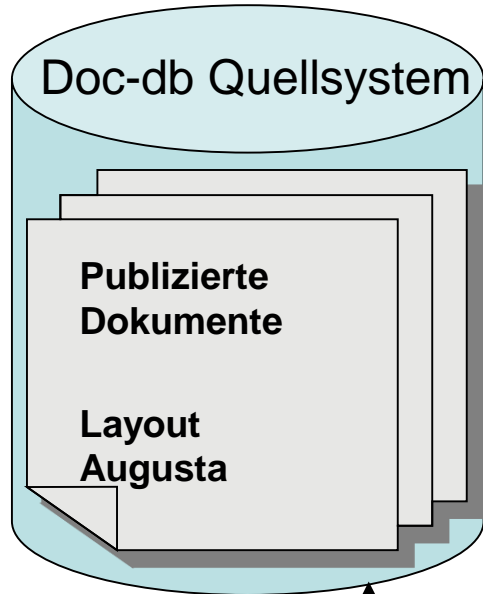 Doc-db Quellsystem
Publizierte
Dokumente
Layout
Augusta